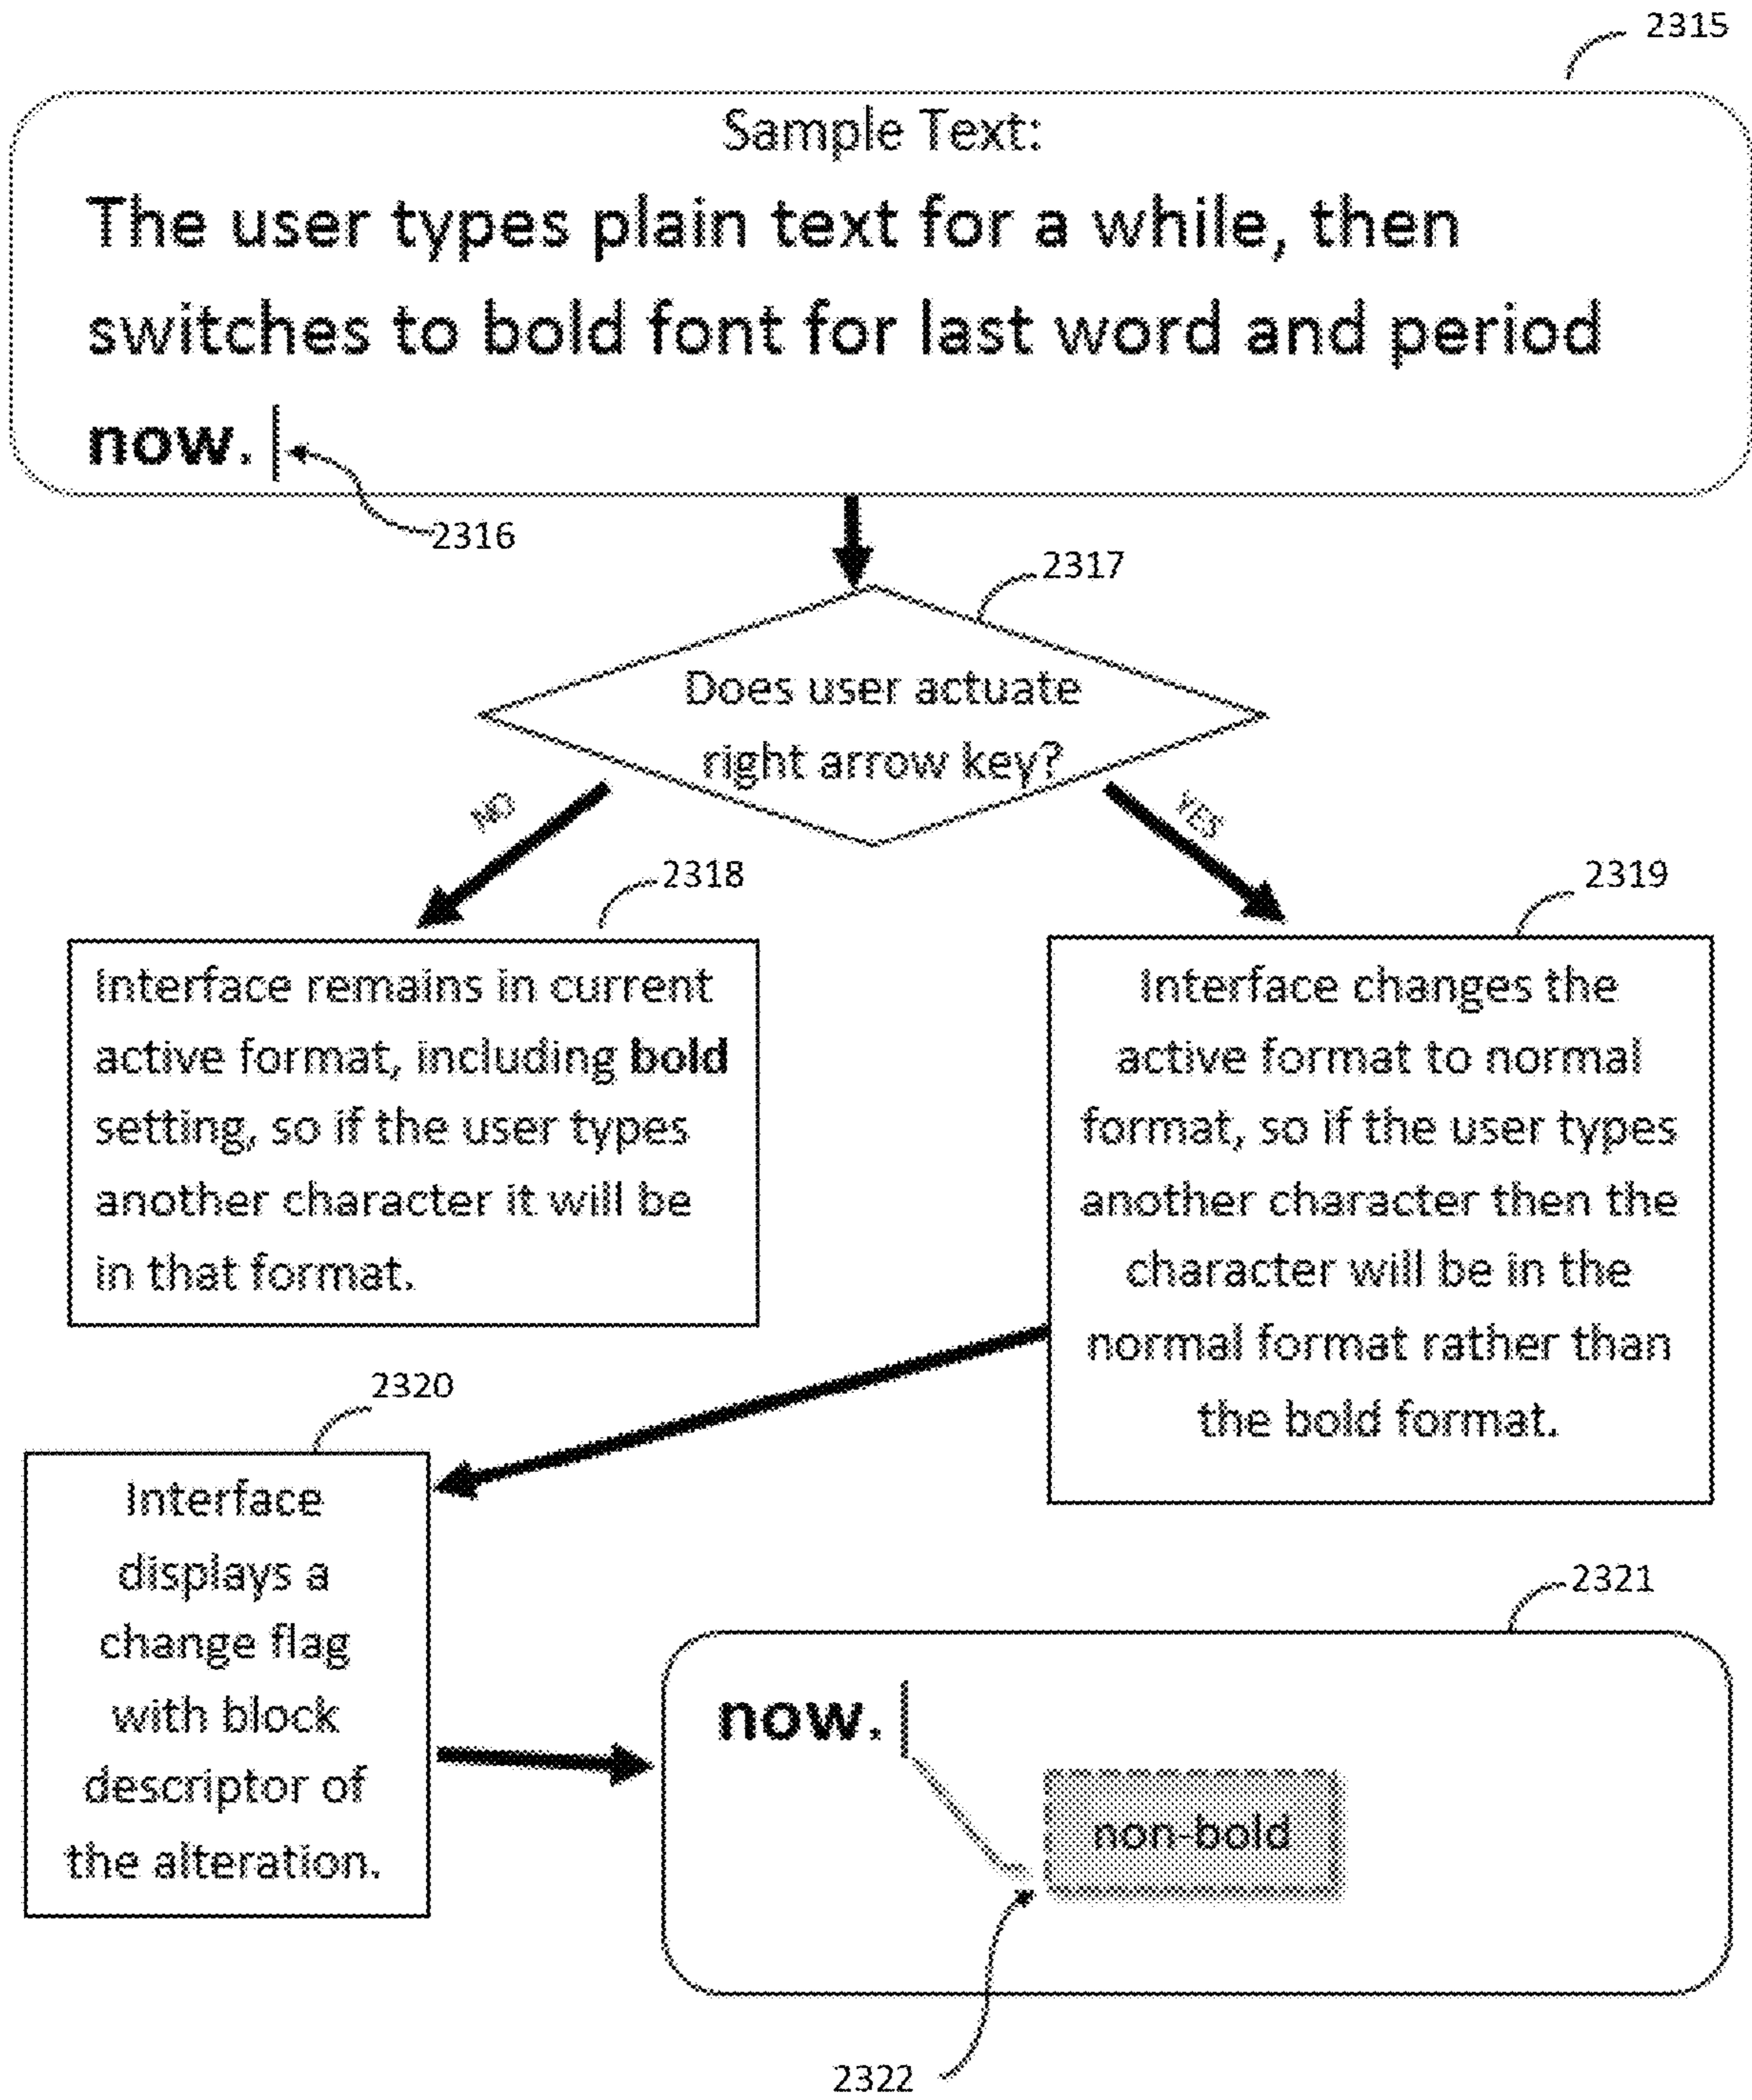 2315
Sample Text:
The user types plain text for a while, then
switches to bold font for last word and period
now.
2316
2317
Does user actuate
right arrow key?
NO
YES
2318
2319
Interface remains in current
active format, including bold
setting, so if the user types
another character it will be
in that format.
Interface changes the
active format to normal
format, so if the user types
another character then the
character will be in the
normal format rather than
the bold format.
2320
Interface
displays a
change flag
with block
descriptor of
the alteration.
2321
now.
non-bold
2322